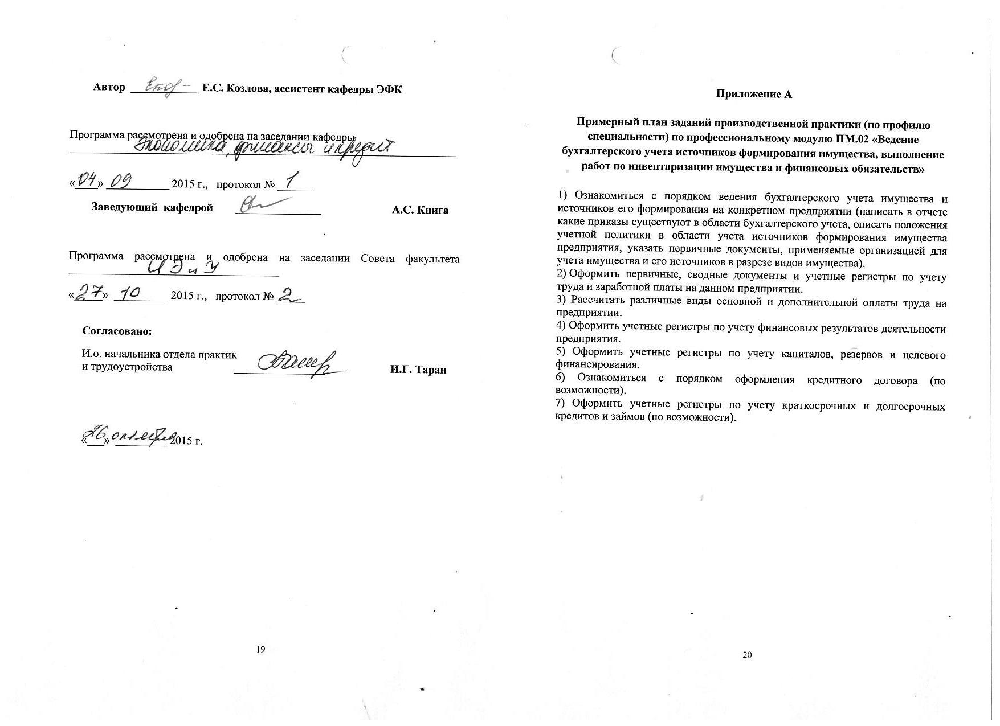 Автор Е.С. Козлова, ассистент кафедры ЭФК
Программа рассмотрена и одобрена на заседании кафедры
Экономика, финансы и кредит
«04» 09 2015 г., протокол № 1
Заведующий кафедрой А.С. Книга
Программа рассмотрена и одобрена на заседании Совета факультета
ИЭиУ
«27» 10 2015 г., протокол № 2
Согласовано:
И.о. начальника отдела практик
и трудоустройства И.Г. Таран
«26» октября 2015 г.
19
Приложение А
Примерный план заданий производственной практики (по профилю
специальности) по профессиональному модулю ПМ.02 «Ведение
бухгалтерского учета источников формирования имущества, выполнение
работ по инвентаризации имущества и финансовых обязательств»
1) Ознакомиться с порядком ведения бухгалтерского учета имущества и
источников его формирования на конкретном предприятии (написать в отчете
какие приказы существуют в области бухгалтерского учета, описать положения
учетной политики в области учета источников формирования имущества
предприятия, указать первичные документы, применяемые организацией для
учета имущества и его источников в разрезе видов имущества).
2) Оформить первичные, сводные документы и учетные регистры по учету
труда и заработной платы на данном предприятии.
3) Рассчитать различные виды основной и дополнительной оплаты труда на
предприятии.
4) Оформить учетные регистры по учету финансовых результатов деятельности
предприятия.
5) Оформить учетные регистры по учету капиталов, резервов и целевого
финансирования.
6) Ознакомиться с порядком оформления кредитного договора (по
возможности).
7) Оформить учетные регистры по учету краткосрочных и долгосрочных
кредитов и займов (по возможности).
20